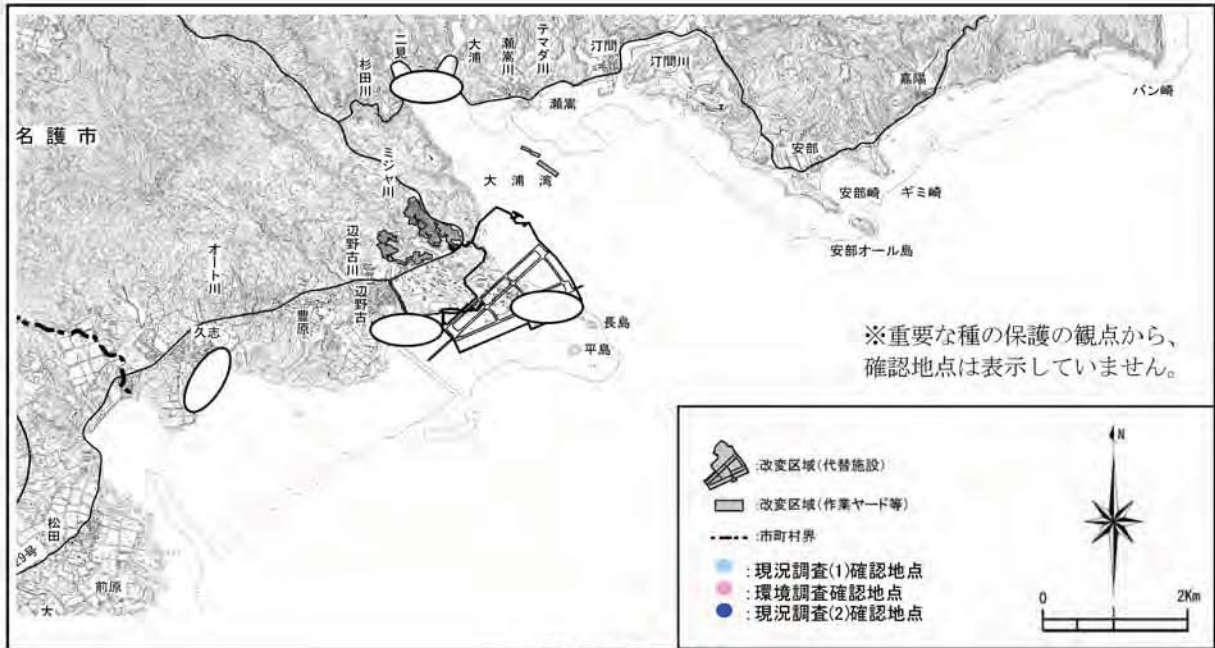 二見
大浦
瀬嵩川
テマダ川
汀間
汀間川
嘉陽
バン崎
杉田川
瀬嵩
名護市
安部
ミジャ川
大浦湾
安部崎
ギミ崎
安部オール島
辺野古川
オート川
辺野古
豊原
久志
長島
平島
※重要な種の保護の観点から、
確認地点は表示していません。
:改変区域(代替施設)
:改変区域(作業ヤード等)
:市町村界
:現況調査(1)確認地点
:環境調査確認地点
:現況調査(2)確認地点
N
0 2Km
松田
29号
前原